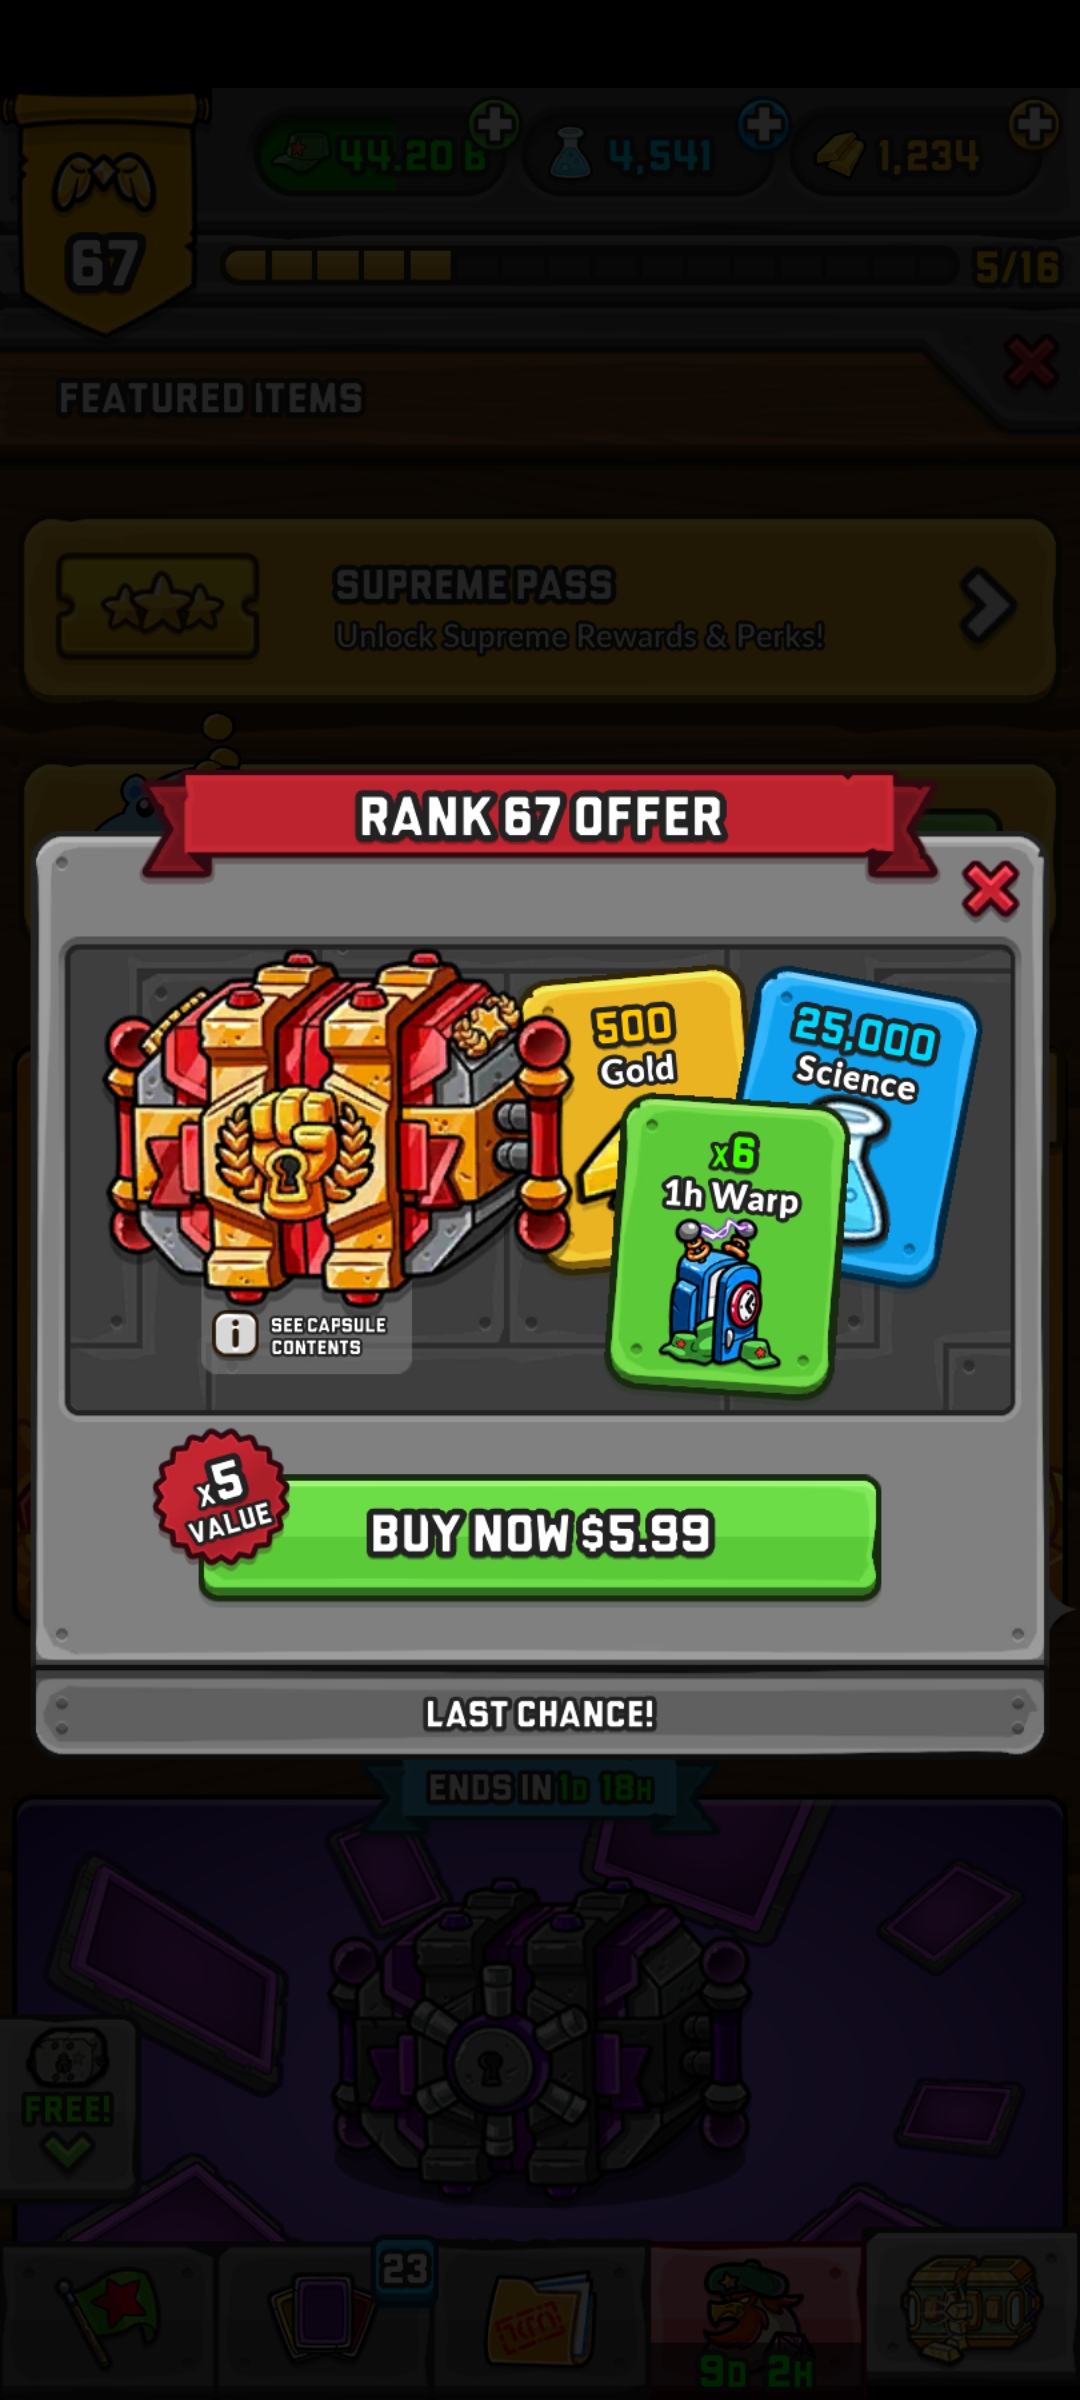 44.20 b
4,541
1,234
67
5/16
FEATURED ITEMS
SUPREME PASS
Unlock Supreme Rewards & Perks!
RANK 67 OFFER
500
Gold
25,000
Science
x6
1h Warp
SEE CAPSULE
CONTENTS
x5
VALUE
BUY NOW $5.99
LAST CHANCE!
ENDS IN 1D 18H
FREE!
23
9D 2H